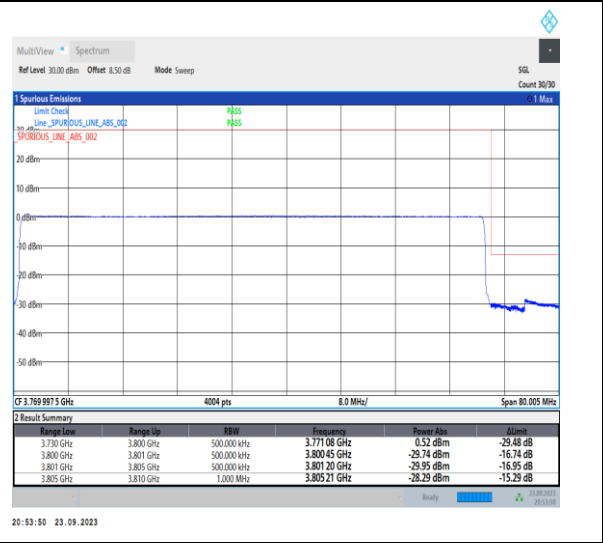 MultiView Spectrum
Ref Level 30.00 dBm Offset 8.50 dB Mode Sweep SGL
Count 30/30
1 Spurious Emissions 1 Max
Limit Check PASS
Line _SPURIOUS_LINE_ABS_002 PASS
_SPURIOUS_LINE_ABS_002
20 dBm
10 dBm
0 dBm
-10 dBm
-20 dBm
-30 dBm
-40 dBm
-50 dBm
CF 3.769 997 5 GHz 4004 pts 8.0 MHz/ Span 80.005 MHz
2 Result Summary
Range Low Range Up RBW Frequency Power Abs ΔLimit
3.730 GHz 3.800 GHz 500.000 kHz 3.771 08 GHz 0.52 dBm -29.48 dB
3.800 GHz 3.801 GHz 500.000 kHz 3.800 45 GHz -29.74 dBm -16.74 dB
3.801 GHz 3.805 GHz 500.000 kHz 3.801 20 GHz -29.95 dBm -16.95 dB
3.805 GHz 3.810 GHz 1.000 MHz 3.805 21 GHz -28.29 dBm -15.29 dB
Ready 23.09.2023
20:53:50
20:53:50 23.09.2023